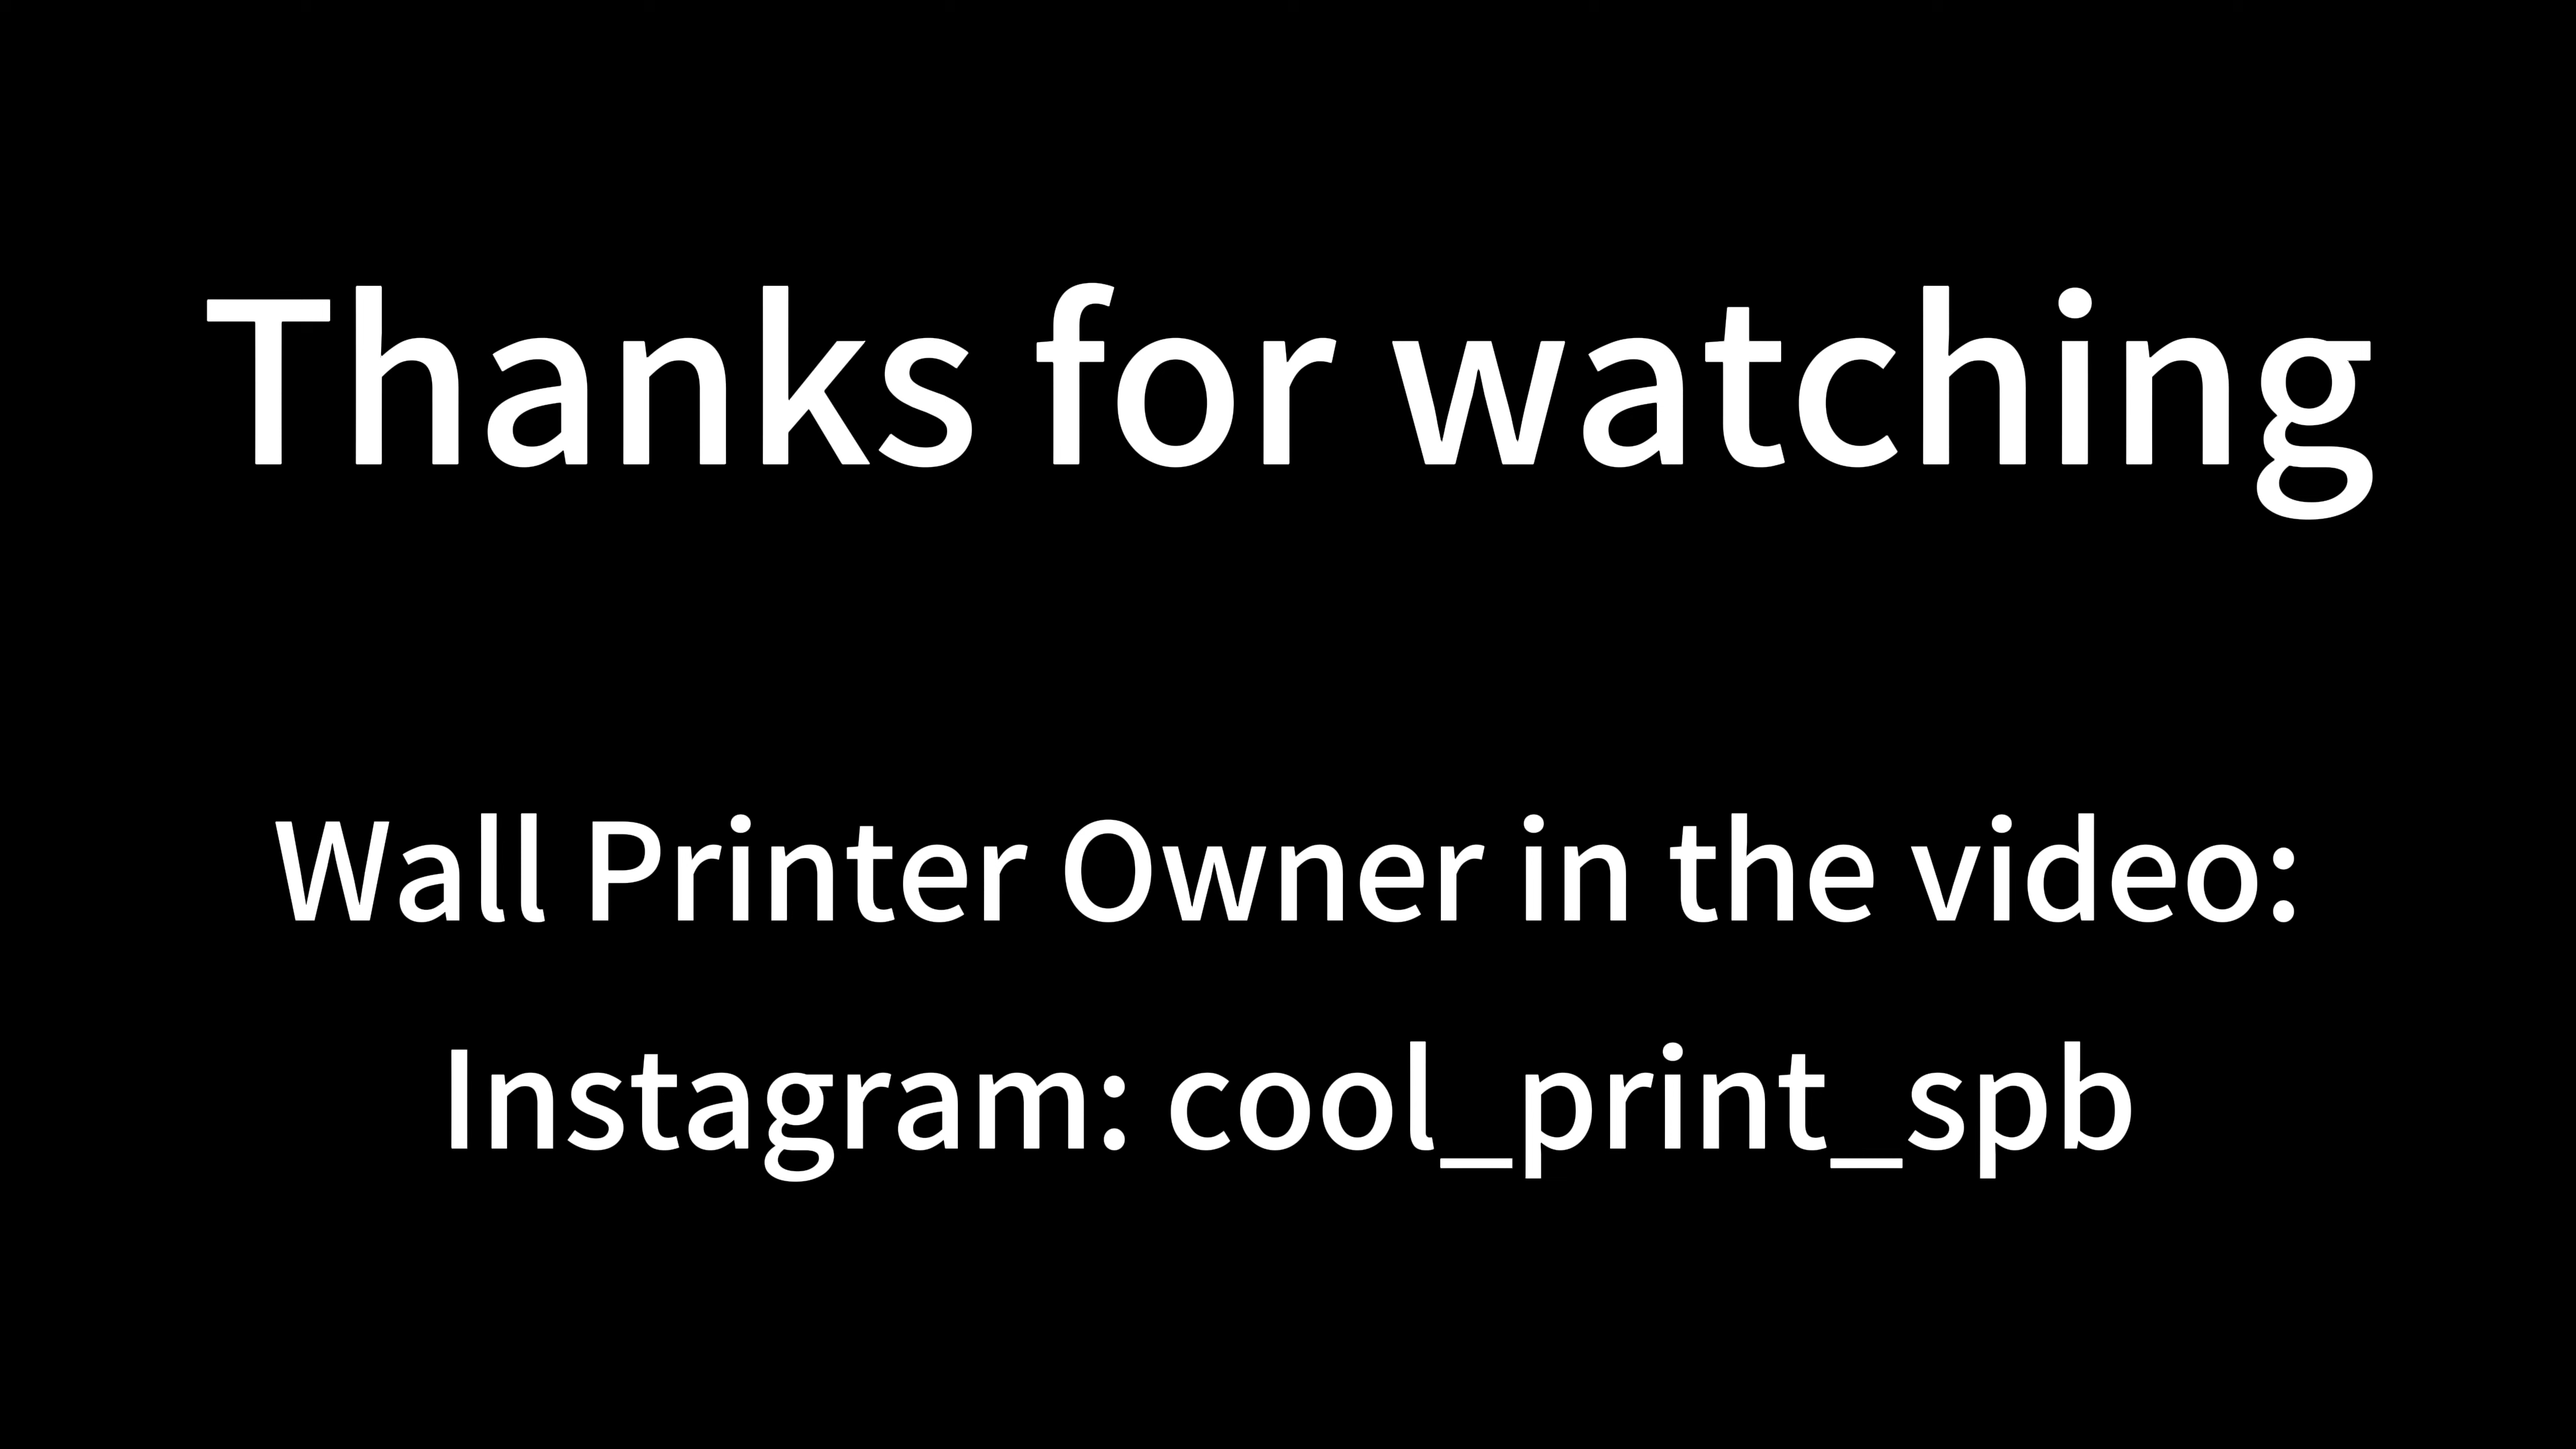 Thanks for watching
Wall Printer Owner in the video:
Instagram: cool_print_spb